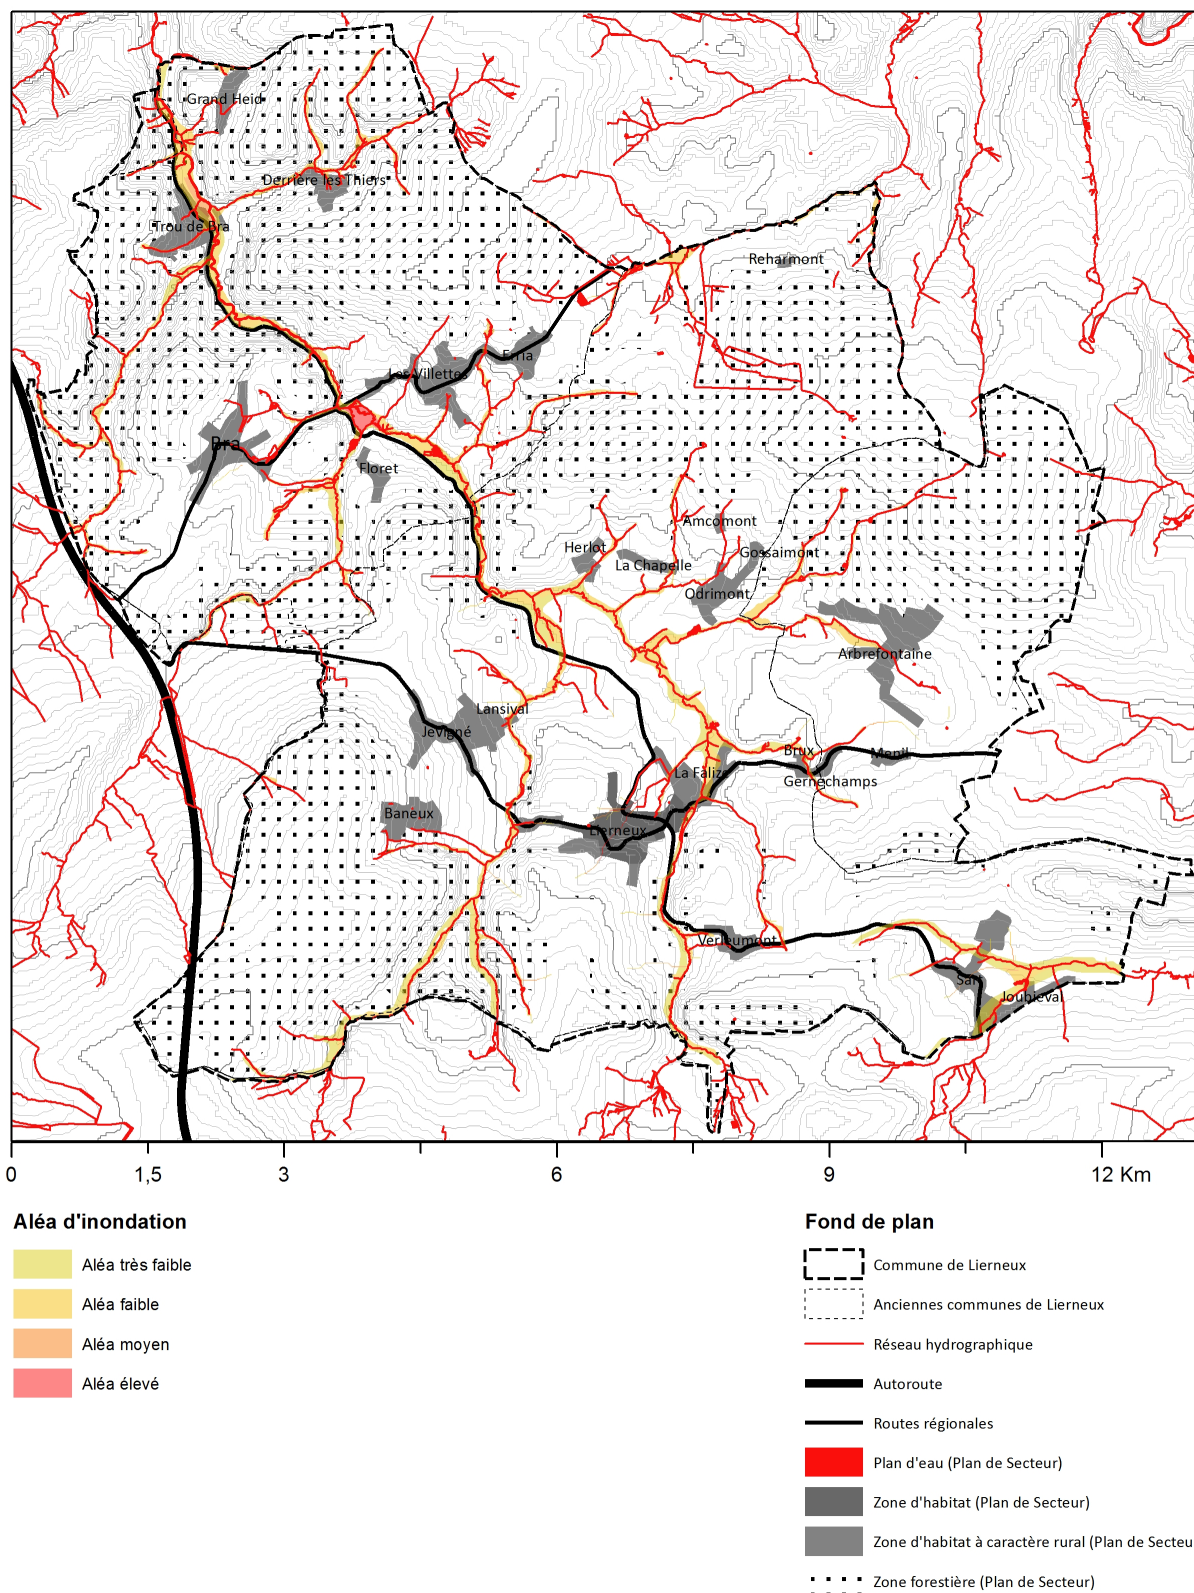 Grand Heid
Derrière les Thiers
Trou de Bra
Reharmont
Erria
Les Villettes
Bra
Floret
Amcomont
Herlot
Gossaimont
La Chapelle
Odrimont
Arbrefontaine
Lansival
Jevigné
Brux
Menil
La Falize
Gernechamps
Baneux
Lierneux
Verleumont
Sart
Joubiéval
0 1,5 3 6 9 12 Km
Aléa d'inondation
Aléa très faible
Aléa faible
Aléa moyen
Aléa élevé
Fond de plan
Commune de Lierneux
Anciennes communes de Lierneux
Réseau hydrographique
Autoroute
Routes régionales
Plan d'eau (Plan de Secteur)
Zone d'habitat (Plan de Secteur)
Zone d'habitat à caractère rural (Plan de Secteu
Zone forestière (Plan de Secteur)